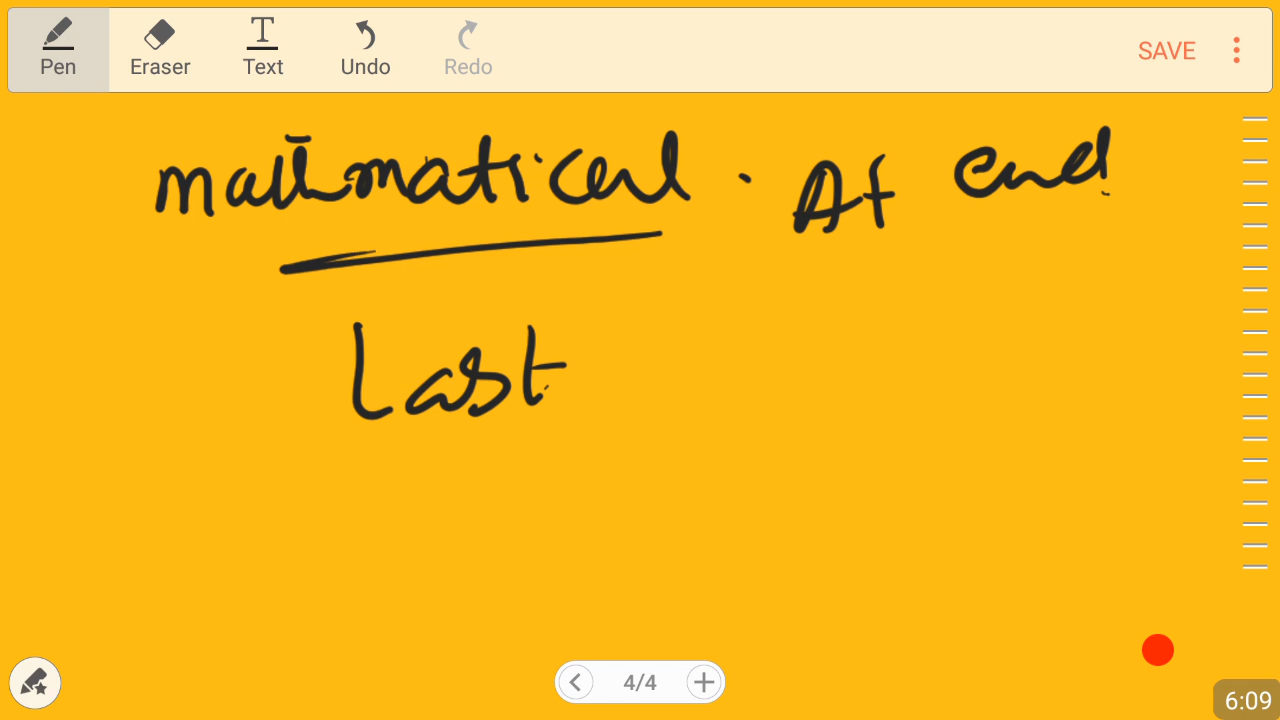 Pen Eraser Text Undo Redo SAVE
mathmatical. At end
Last
4/4
6:09